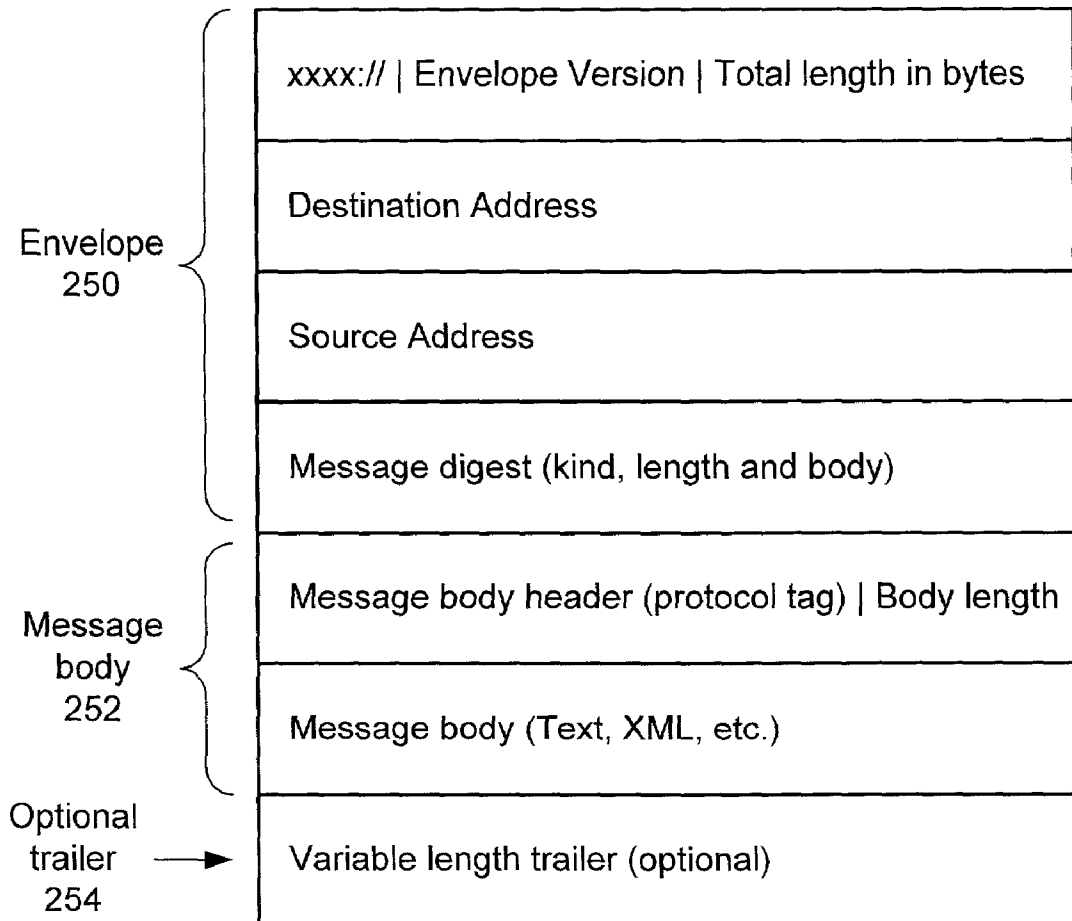 xxxx:// | Envelope Version | Total length in bytes
Destination Address
Envelope
250
Source Address
Message digest (kind, length and body)
Message body header (protocol tag) | Body length
Message
body
252
Message body (Text, XML, etc.)
Optional
trailer
254
Variable length trailer (optional)